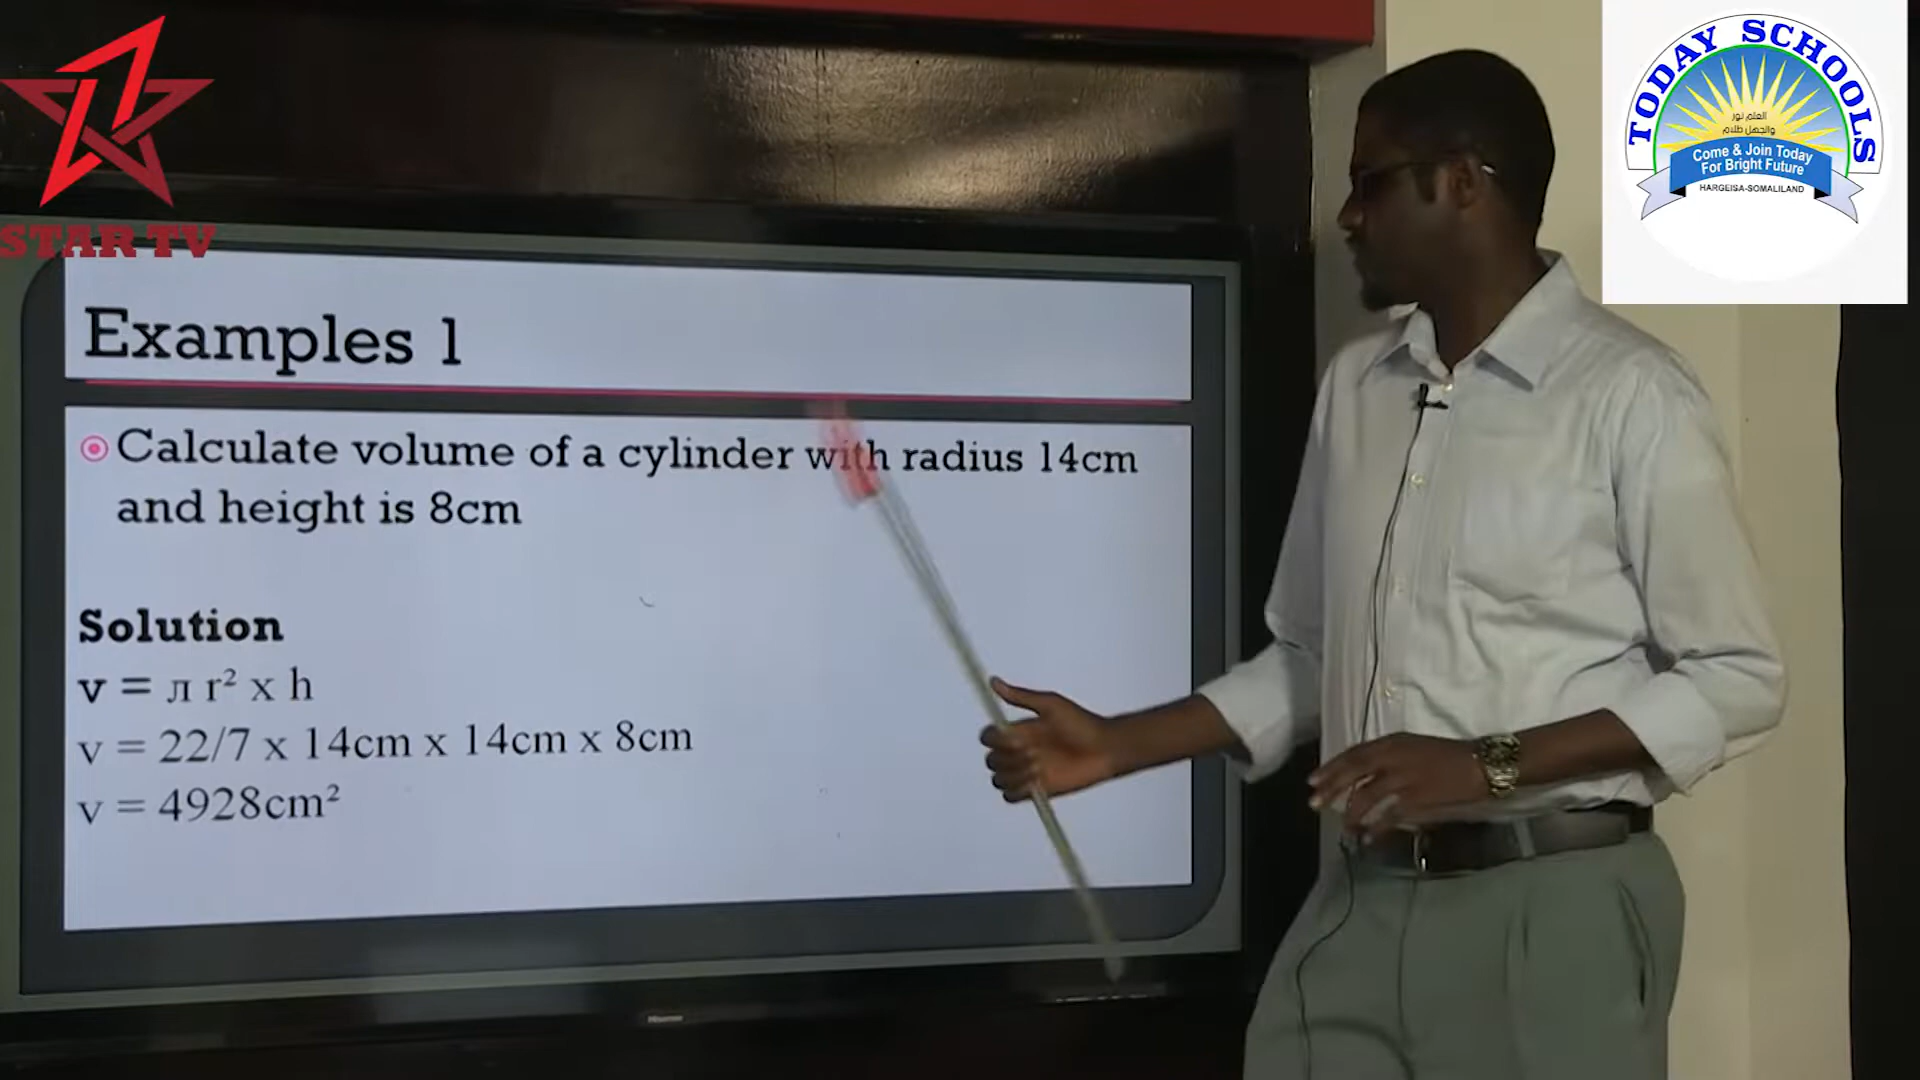 STAR TV
TODAY SCHOOLS
العلم نور
والجهل ظلام
Come & Join Today
For Bright Future
HARGEISA-SOMALILAND
Examples 1
Calculate volume of a cylinder with radius 14cm
and height is 8cm
Solution
v = л r² x h
v = 22/7 x 14cm x 14cm x 8cm
v = 4928cm²
Hisense